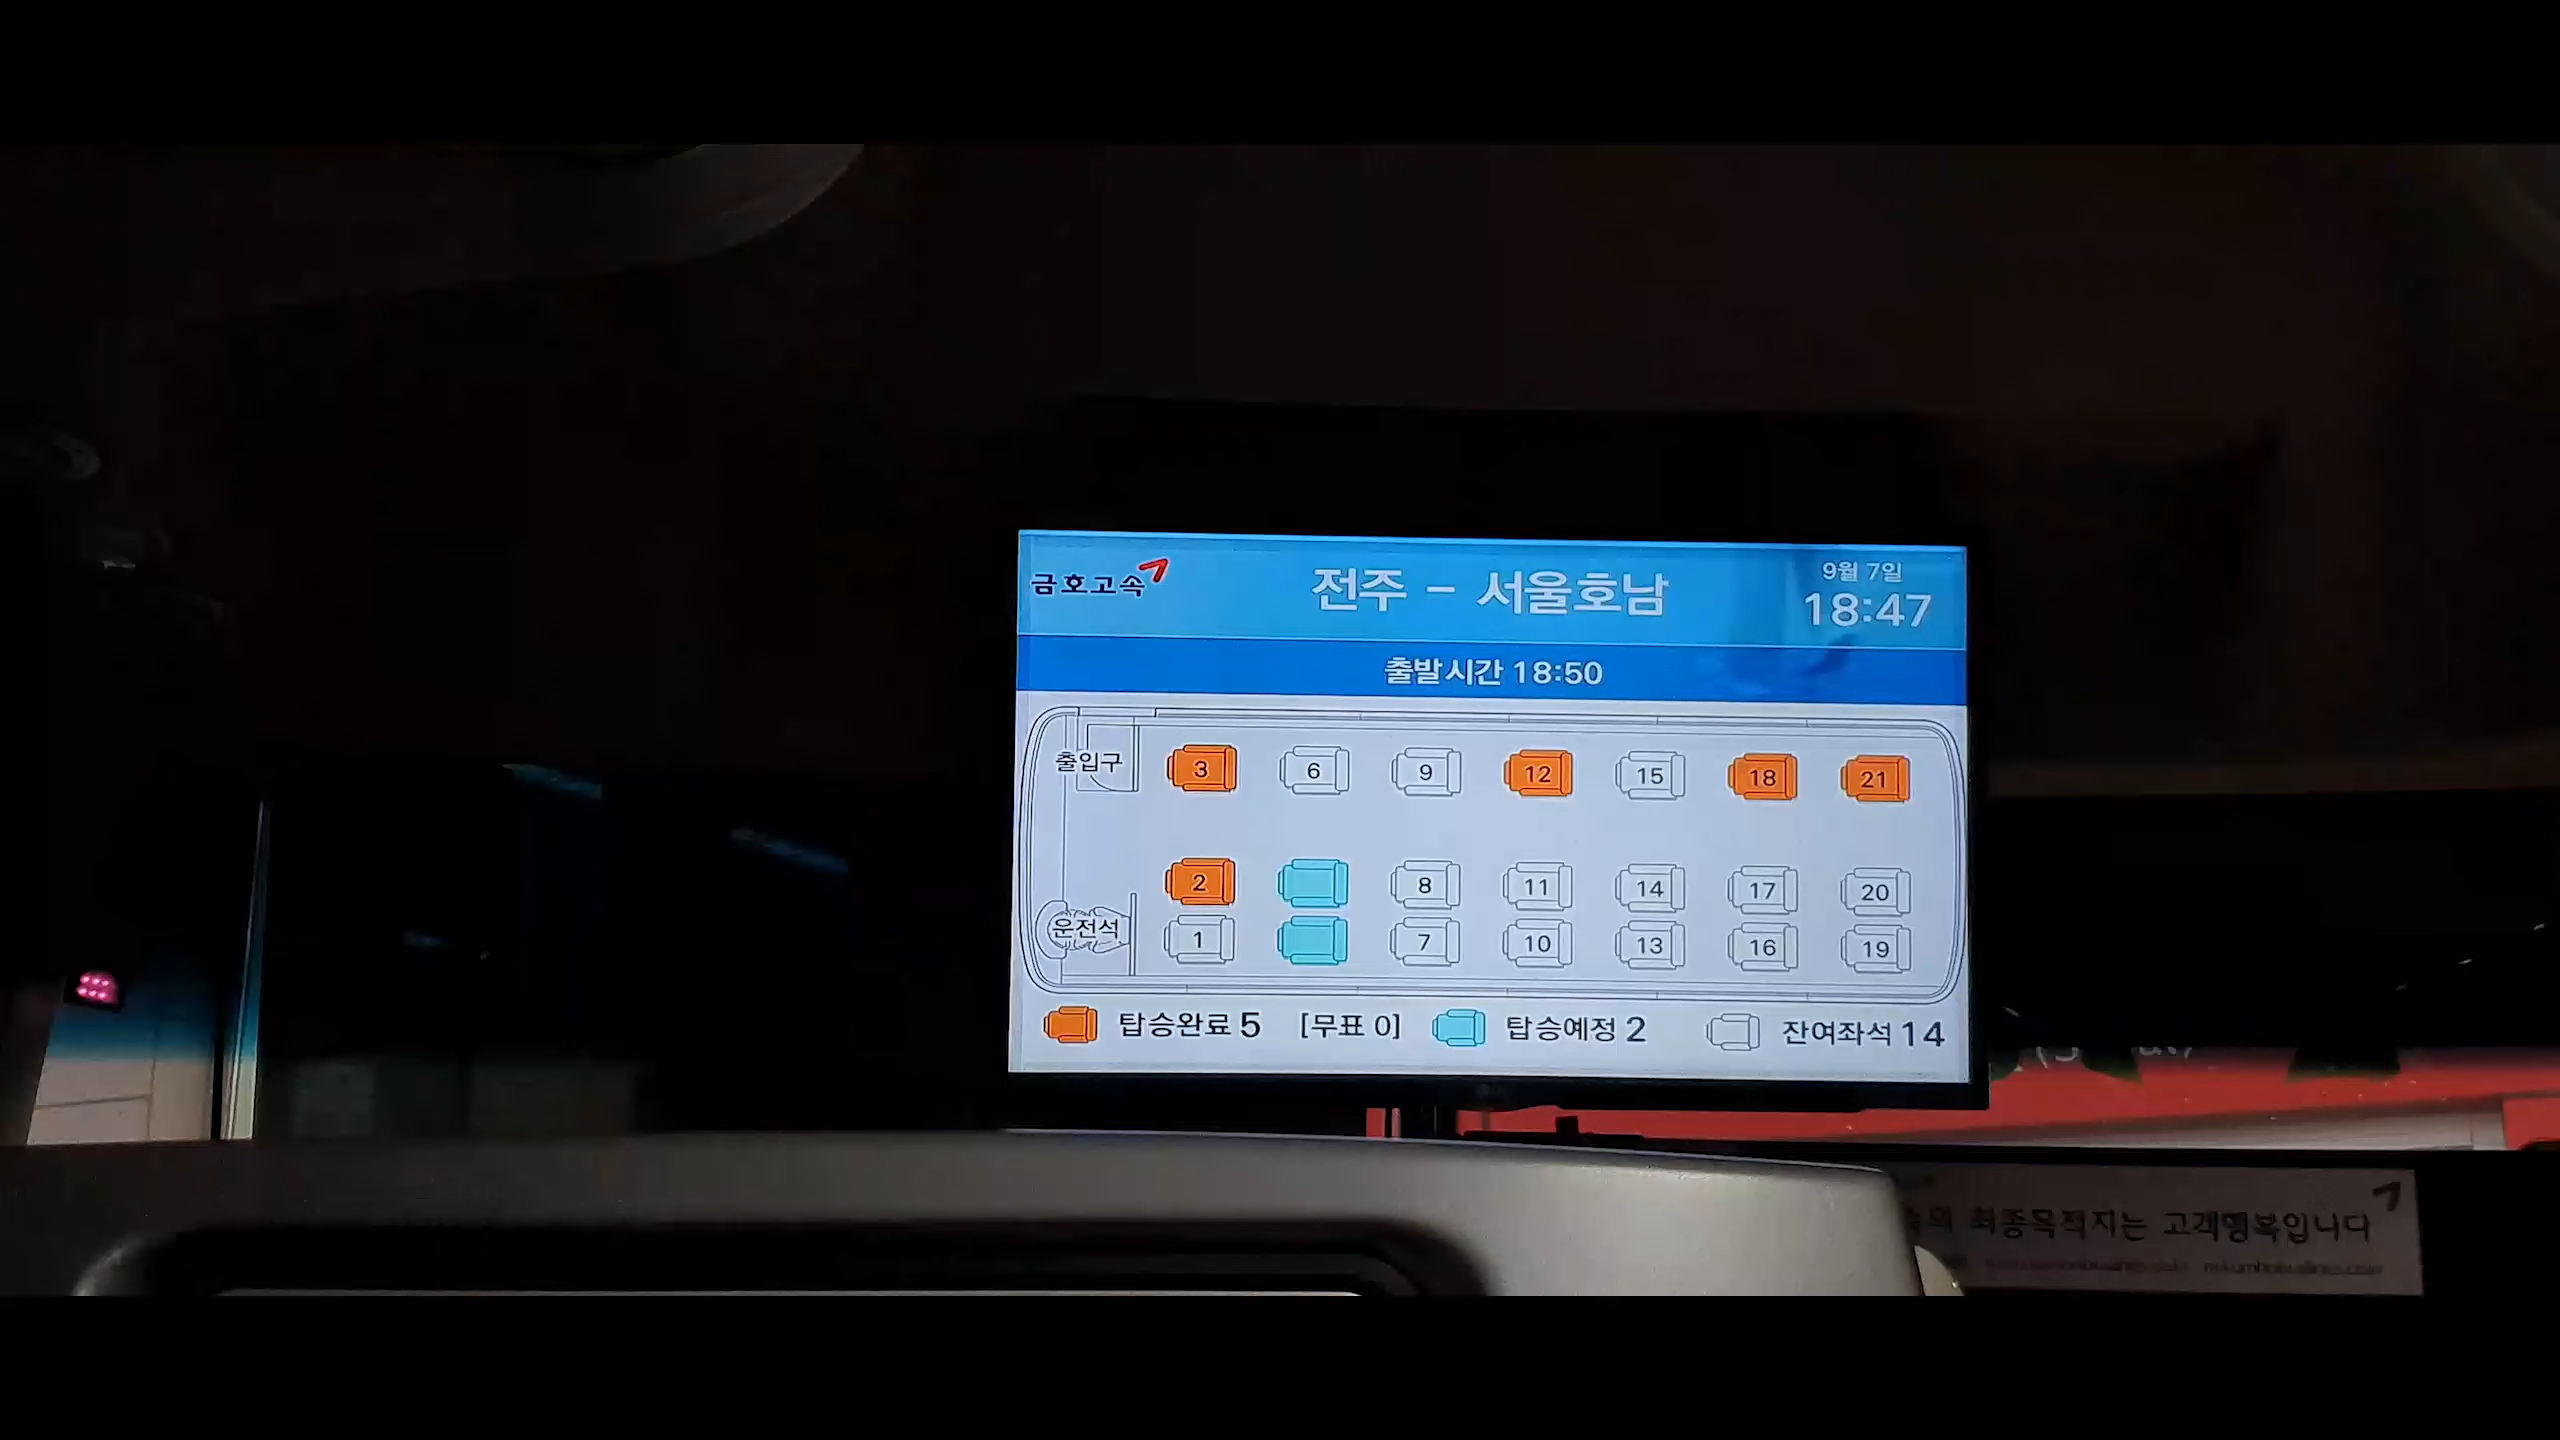 금호고속
전주 - 서울호남
9월 7일
18:47
출발시간 18:50
출입구
3 6 9 12 15 18 21
2 8 11 14 17 20
운전석
1 7 10 13 16 19
탑승완료 5 [무표 0] 탑승예정 2 잔여좌석 14
최종목적지는 고객행복입니다